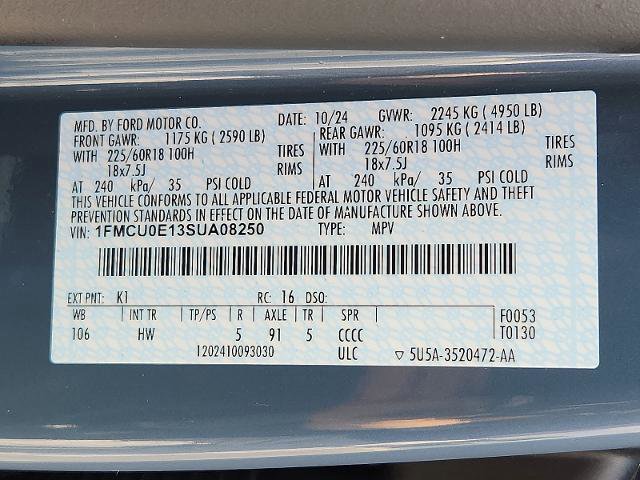 MFD. BY FORD MOTOR CO. DATE: 10/24 GVWR: 2245 KG ( 4950 LB)
FRONT GAWR: 1175 KG ( 2590 LB) REAR GAWR: 1095 KG ( 2414 LB)
WITH 225/60R18 100H TIRES WITH 225/60R18 100H TIRES
18x7.5J RIMS 18x7.5J RIMS
AT 240 kPa/ 35 PSI COLD AT 240 kPa/ 35 PSI COLD
THIS VEHICLE CONFORMS TO ALL APPLICABLE FEDERAL MOTOR VEHICLE SAFETY AND THEFT
PREVENTION STANDARDS IN EFFECT ON THE DATE OF MANUFACTURE SHOWN ABOVE.
VIN: 1FMCU0E13SUA08250 TYPE: MPV
EXT PNT: K1 RC: 16 DSO:
WB INT TR TP/PS R AXLE TR SPR F0053
106 HW 5 91 5 CCCC T0130
1202410093030 ULC ▽ 5U5A-3520472-AA